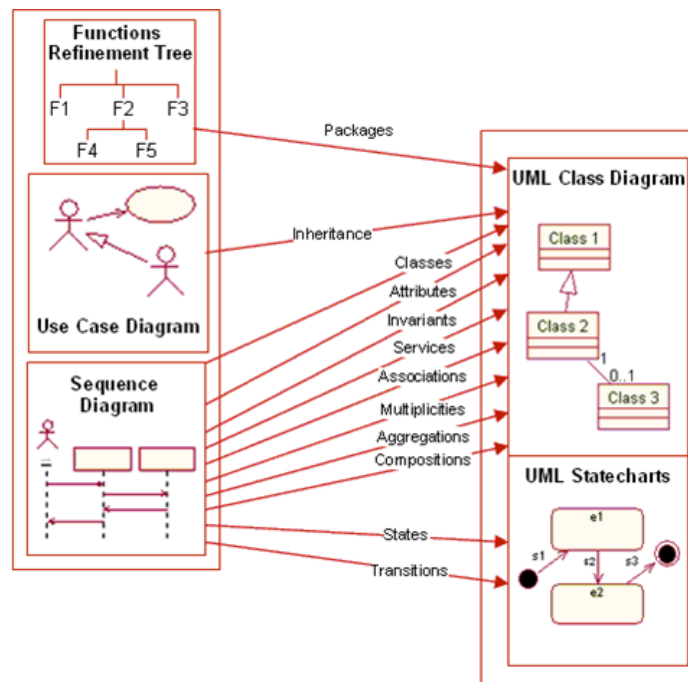 Functions
Refinement Tree
F1 F2 F3
F4 F5
Use Case Diagram
Sequence
Diagram
Packages
Inheritance
Classes
Attributes
Invariants
Services
Associations
Multiplicities
Aggregations
Compositions
States
Transitions
UML Class Diagram
Class 1
Class 2
1
0..1
Class 3
UML Statecharts
e1
s1 s2 s3
e2